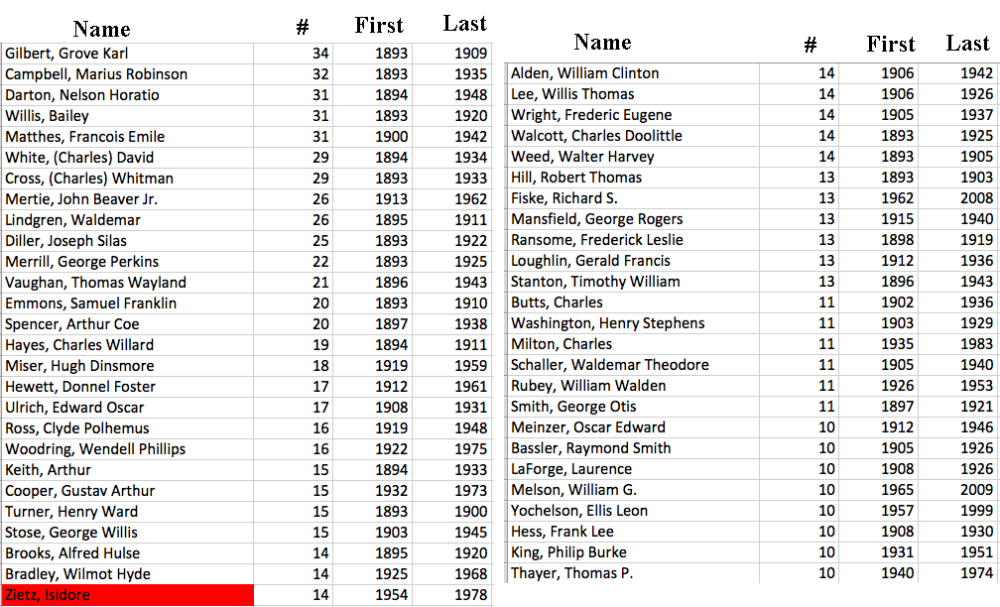 Name # First Last
Gilbert, Grove Karl 34 1893 1909
Campbell, Marius Robinson 32 1893 1935
Darton, Nelson Horatio 31 1894 1948
Willis, Bailey 31 1893 1920
Matthes, Francois Emile 31 1900 1942
White, (Charles) David 29 1894 1934
Cross, (Charles) Whitman 29 1893 1933
Mertie, John Beaver Jr. 26 1913 1962
Lindgren, Waldemar 26 1895 1911
Diller, Joseph Silas 25 1893 1922
Merrill, George Perkins 22 1893 1925
Vaughan, Thomas Wayland 21 1896 1943
Emmons, Samuel Franklin 20 1893 1910
Spencer, Arthur Coe 20 1897 1938
Hayes, Charles Willard 19 1894 1911
Miser, Hugh Dinsmore 18 1919 1959
Hewett, Donnel Foster 17 1912 1961
Ulrich, Edward Oscar 17 1908 1931
Ross, Clyde Polhemus 16 1919 1948
Woodring, Wendell Phillips 16 1922 1975
Keith, Arthur 15 1894 1933
Cooper, Gustav Arthur 15 1932 1973
Turner, Henry Ward 15 1893 1900
Stose, George Willis 15 1903 1945
Brooks, Alfred Hulse 14 1895 1920
Bradley, Wilmot Hyde 14 1925 1968
Zietz, Isidore 14 1954 1978
Name # First Last
Alden, William Clinton 14 1906 1942
Lee, Willis Thomas 14 1906 1926
Wright, Frederic Eugene 14 1905 1937
Walcott, Charles Doolittle 14 1893 1925
Weed, Walter Harvey 14 1893 1905
Hill, Robert Thomas 13 1893 1903
Fiske, Richard S. 13 1962 2008
Mansfield, George Rogers 13 1915 1940
Ransome, Frederick Leslie 13 1898 1919
Loughlin, Gerald Francis 13 1912 1936
Stanton, Timothy William 13 1896 1943
Butts, Charles 11 1902 1936
Washington, Henry Stephens 11 1903 1929
Milton, Charles 11 1935 1983
Schaller, Waldemar Theodore 11 1905 1940
Rubey, William Walden 11 1926 1953
Smith, George Otis 11 1897 1921
Meinzer, Oscar Edward 10 1912 1946
Bassler, Raymond Smith 10 1905 1926
LaForge, Laurence 10 1908 1926
Melson, William G. 10 1965 2009
Yochelson, Ellis Leon 10 1957 1999
Hess, Frank Lee 10 1908 1930
King, Philip Burke 10 1931 1951
Thayer, Thomas P. 10 1940 1974